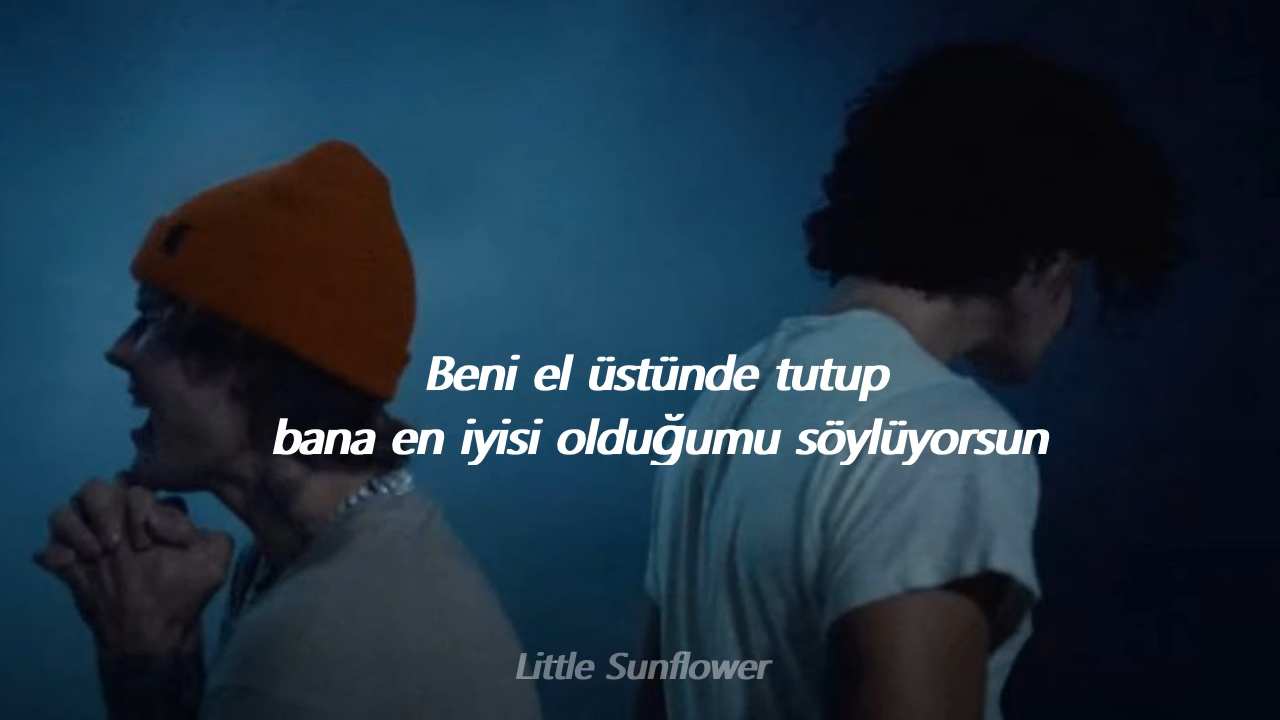 Beni el üstünde tutup
bana en iyisi olduğumu söylüyorsun
Little Sunflower